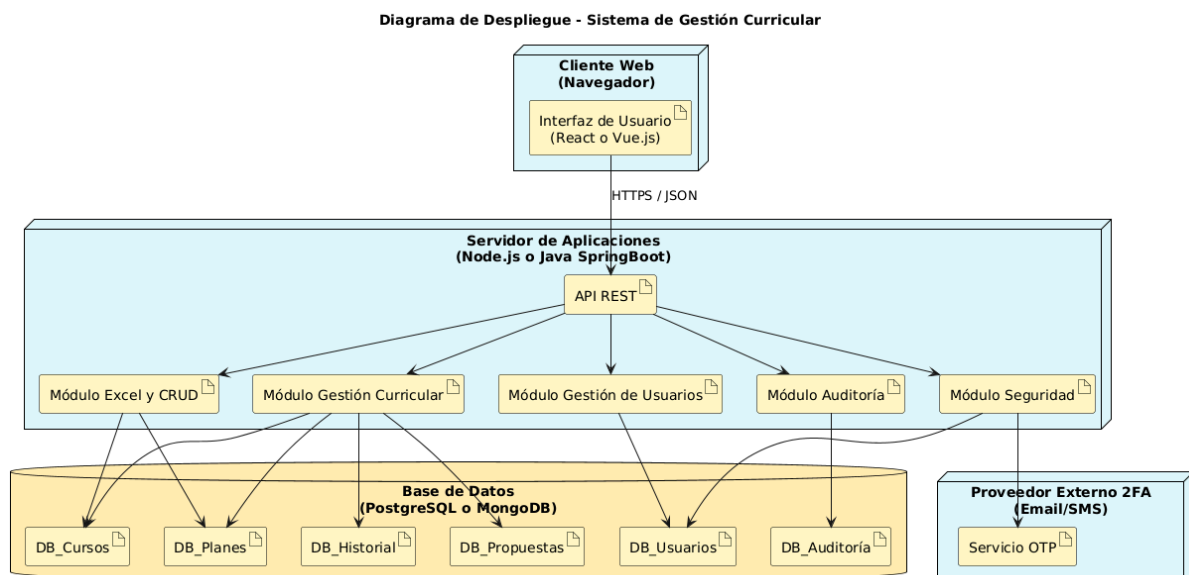 Diagrama de Despliegue - Sistema de Gestión Curricular
Cliente Web
(Navegador)
Interfaz de Usuario
(React o Vue.js)
HTTPS / JSON
Servidor de Aplicaciones
(Node.js o Java SpringBoot)
API REST
Módulo Excel y CRUD
Módulo Gestión Curricular
Módulo Gestión de Usuarios
Módulo Auditoría
Módulo Seguridad
Base de Datos
(PostgreSQL o MongoDB)
DB_Cursos
DB_Planes
DB_Historial
DB_Propuestas
DB_Usuarios
DB_Auditoría
Proveedor Externo 2FA
(Email/SMS)
Servicio OTP